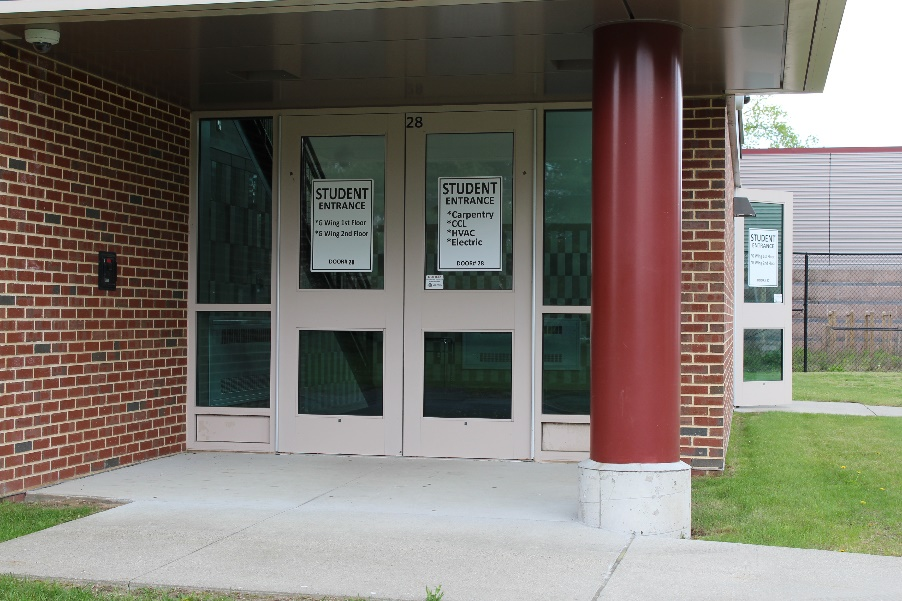 28
STUDENT
ENTRANCE
*G Wing 1st Floor
*G Wing 2nd Floor
DOOR# 28
STUDENT
ENTRANCE
*Carpentry
*CCL
*HVAC
*Electric
DOOR# 28
STUDENT
ENTRANCE